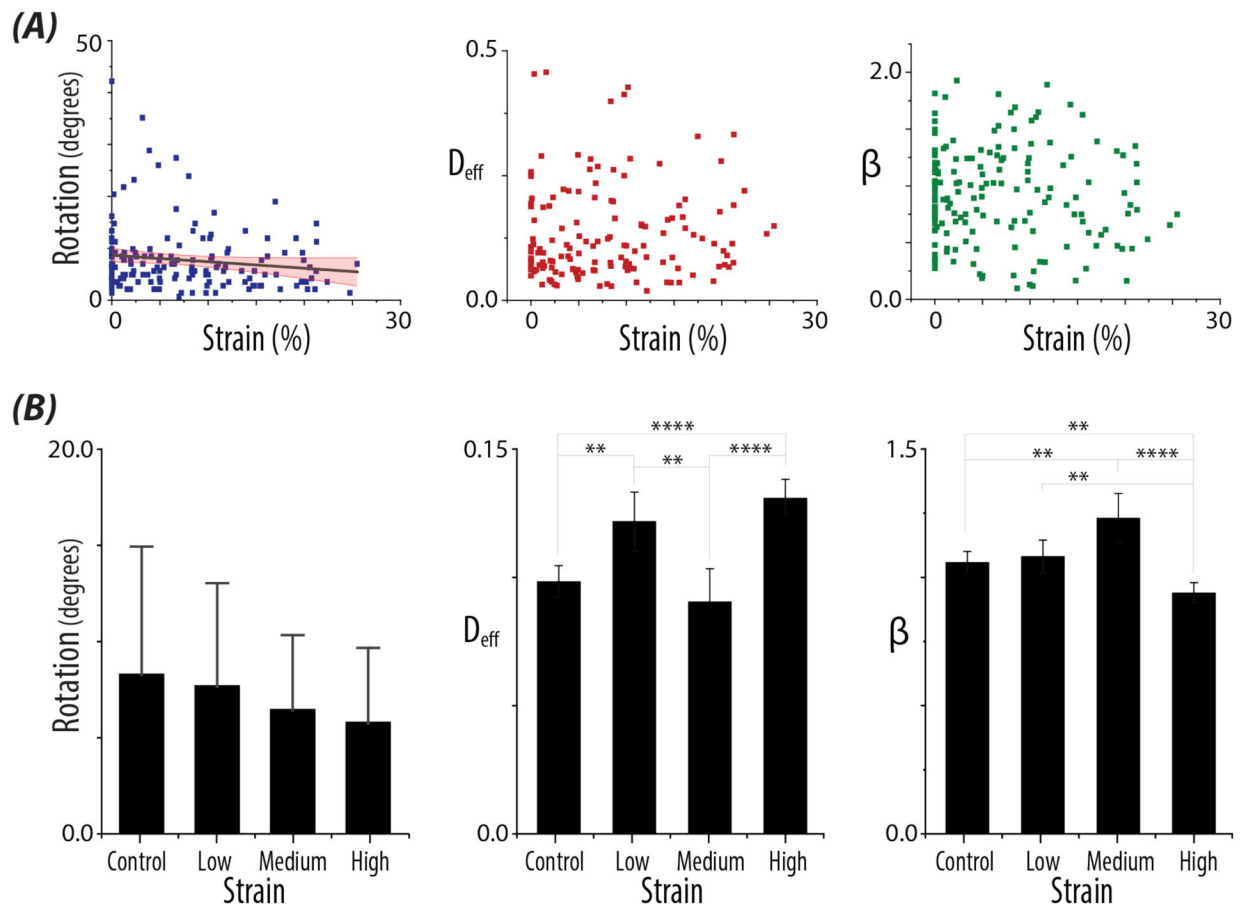 (A)
50
Rotation (degrees)
0
0
30
Strain (%)
0.5
Deff
0.0
0
30
Strain (%)
2.0
β
0.0
0
30
Strain (%)
(B)
20.0
Rotation (degrees)
0.0
Control Low Medium High
Strain
****
** ** ****
0.15
Deff
0.0
Control Low Medium High
Strain
**
** ****
**
1.5
β
1.0
Control Low Medium High
Strain